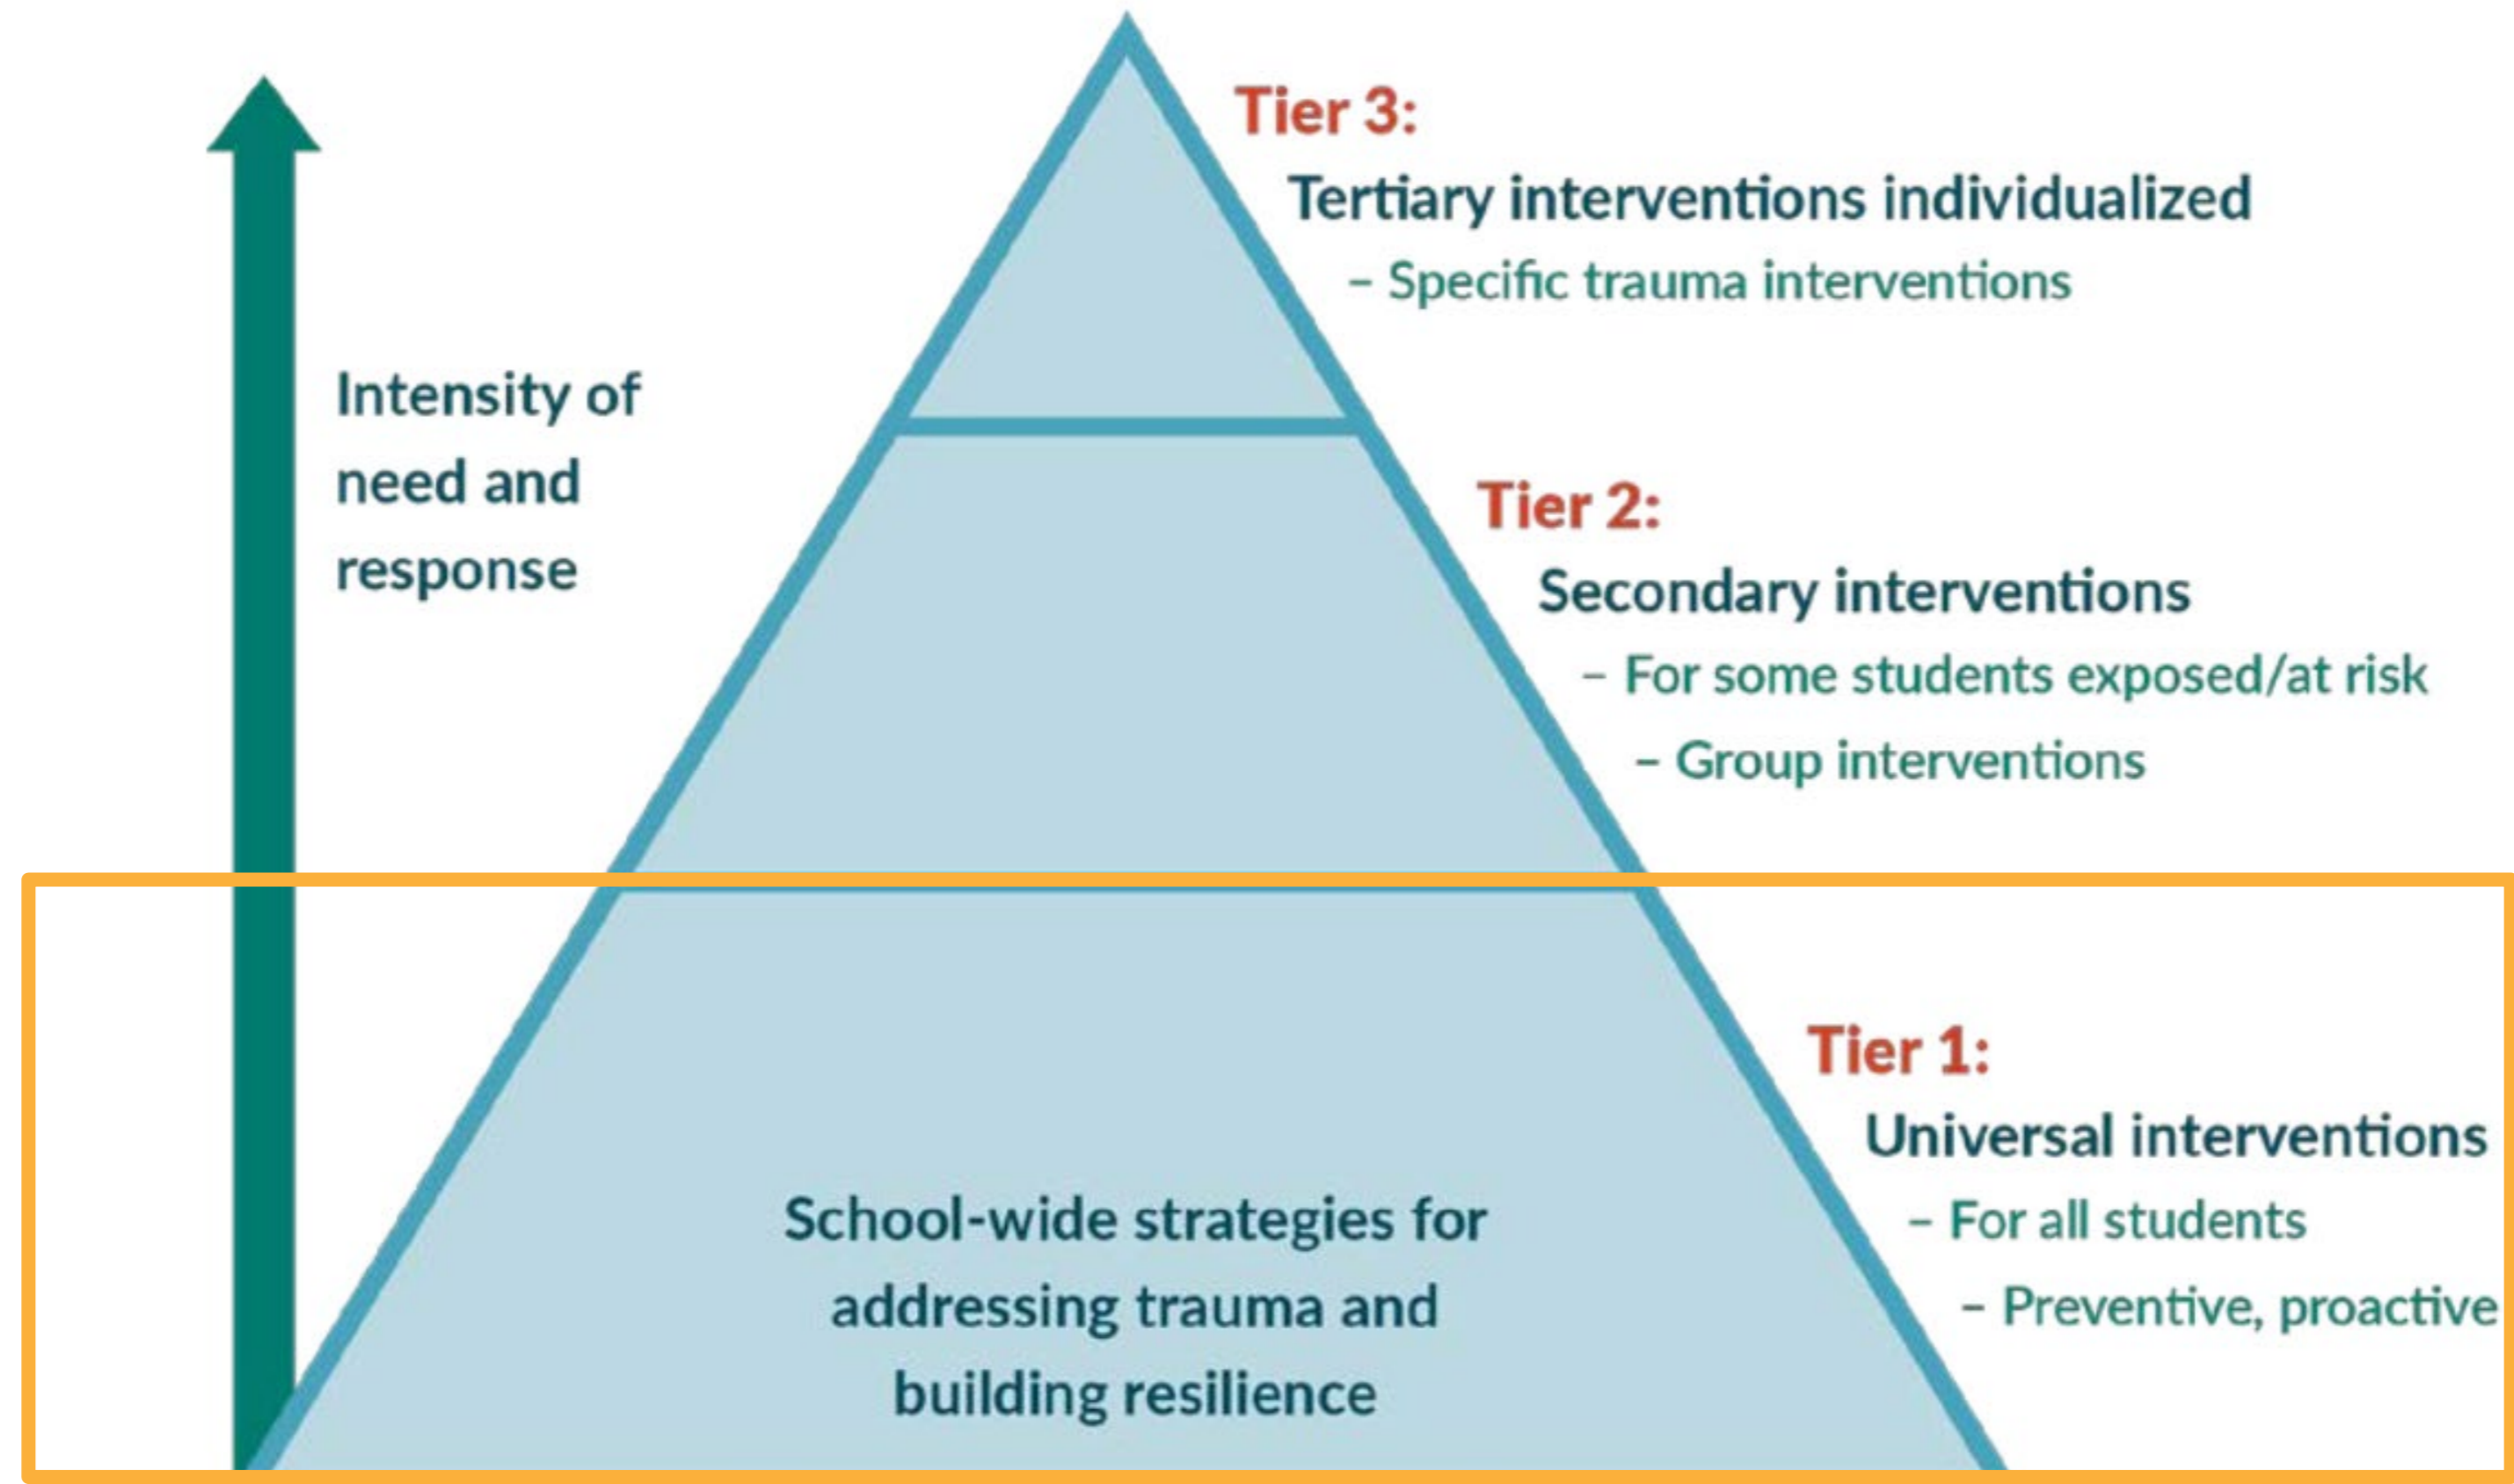 Tier 3:
Tertiary interventions individualized
– Specific trauma interventions
Intensity of
need and
response
Tier 2:
Secondary interventions
– For some students exposed/at risk
– Group interventions
Tier 1:
Universal interventions
– For all students
– Preventive, proactive
School-wide strategies for
addressing trauma and
building resilience